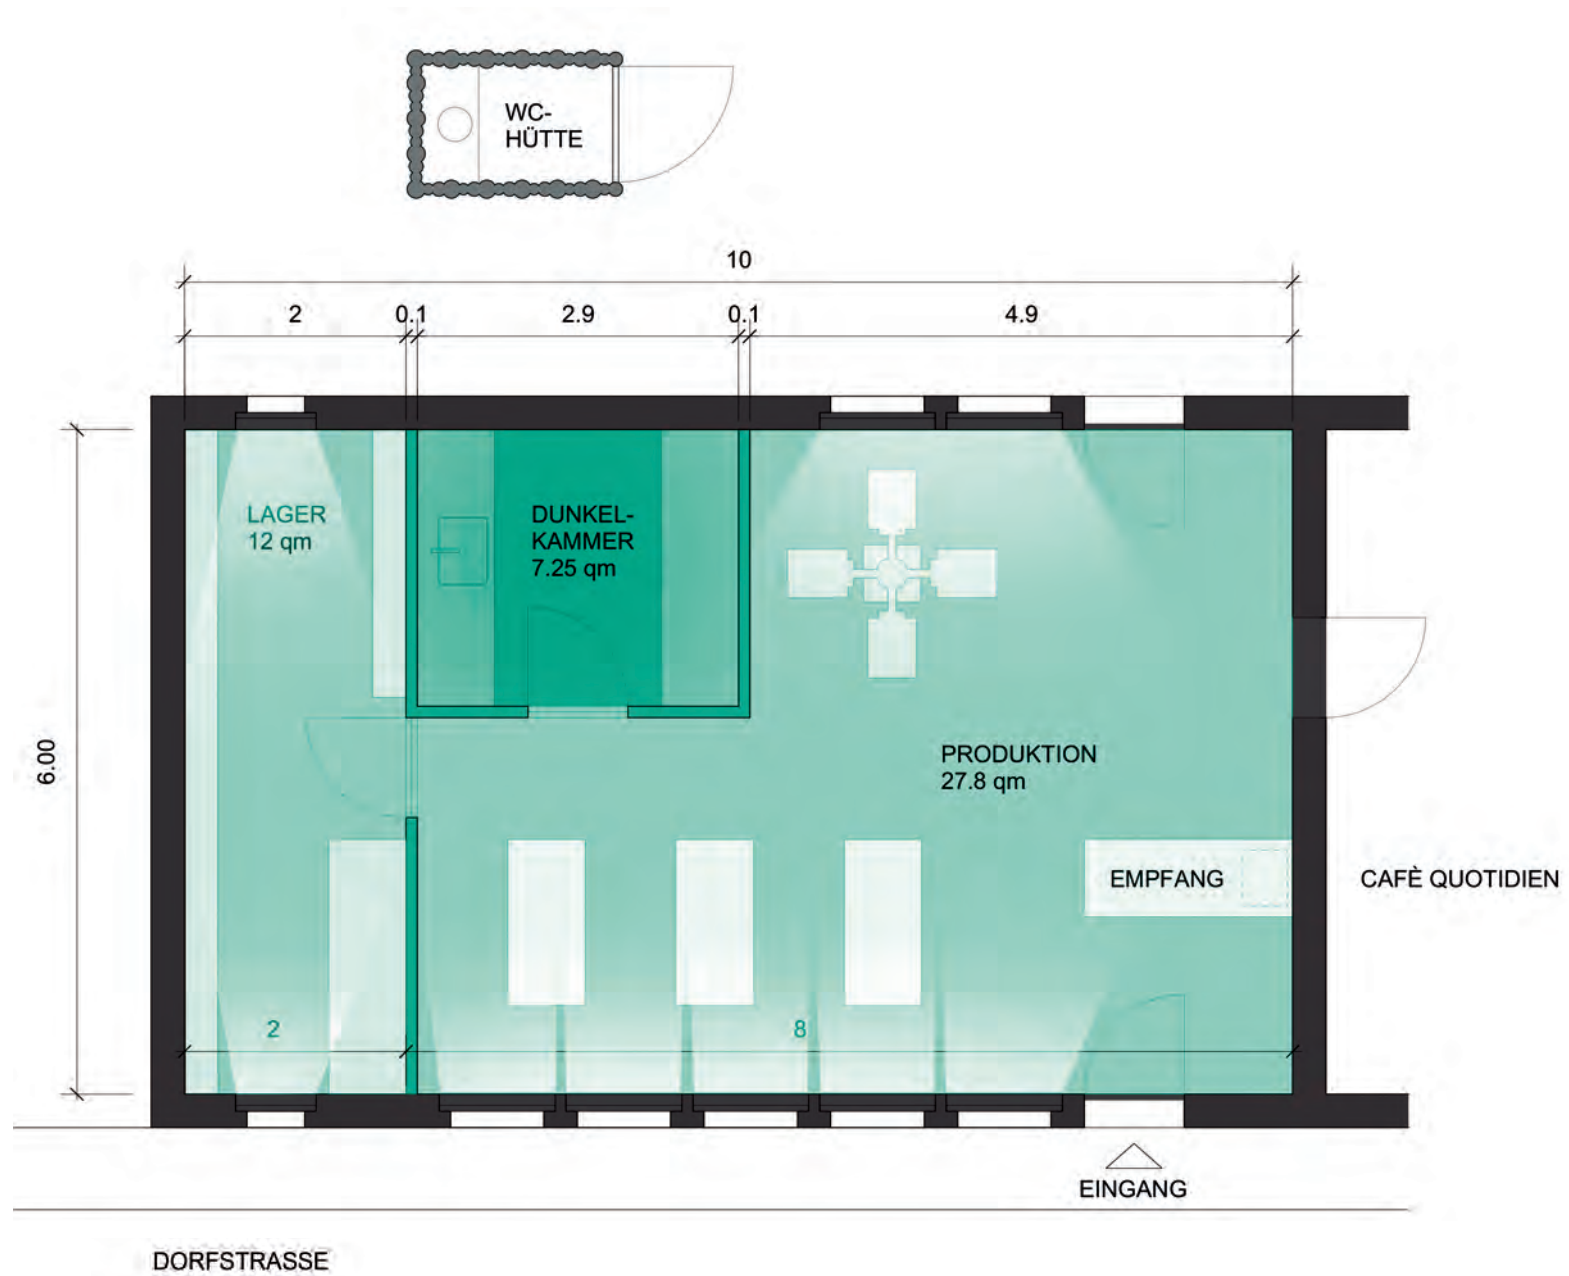 WC-
HÜTTE
10
2
0.1
2.9
0.1
4.9
LAGER
12 qm
DUNKEL-
KAMMER
7.25 qm
6.00
PRODUKTION
27.8 qm
EMPFANG
CAFÈ QUOTIDIEN
2
8
EINGANG
DORFSTRASSE